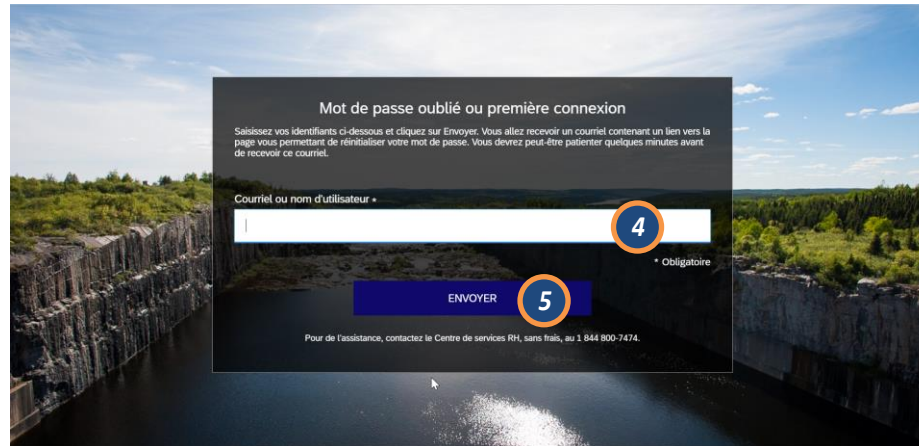 Mot de passe oublié ou première connexion
Saisissez vos identifiants ci-dessous et cliquez sur Envoyer. Vous allez recevoir un courriel contenant un lien vers la
page vous permettant de réinitialiser votre mot de passe. Vous devrez peut-être patienter quelques minutes avant
de recevoir ce courriel.
Courriel ou nom d'utilisateur *
4
* Obligatoire
ENVOYER 5
Pour de l'assistance, contactez le Centre de services RH, sans frais, au 1 844 800-7474.